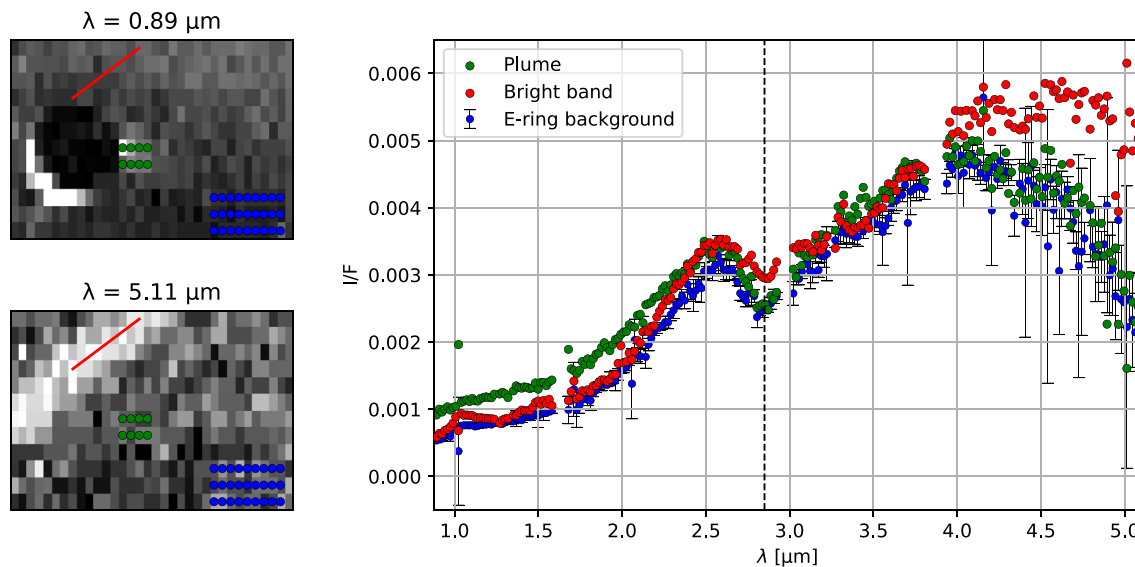 λ = 0.89 μm
λ = 5.11 μm
Plume
Bright band
E-ring background
I/F
0.006
0.005
0.004
0.003
0.002
0.001
0.000
1.0 1.5 2.0 2.5 3.0 3.5 4.0 4.5 5.0
λ [μm]